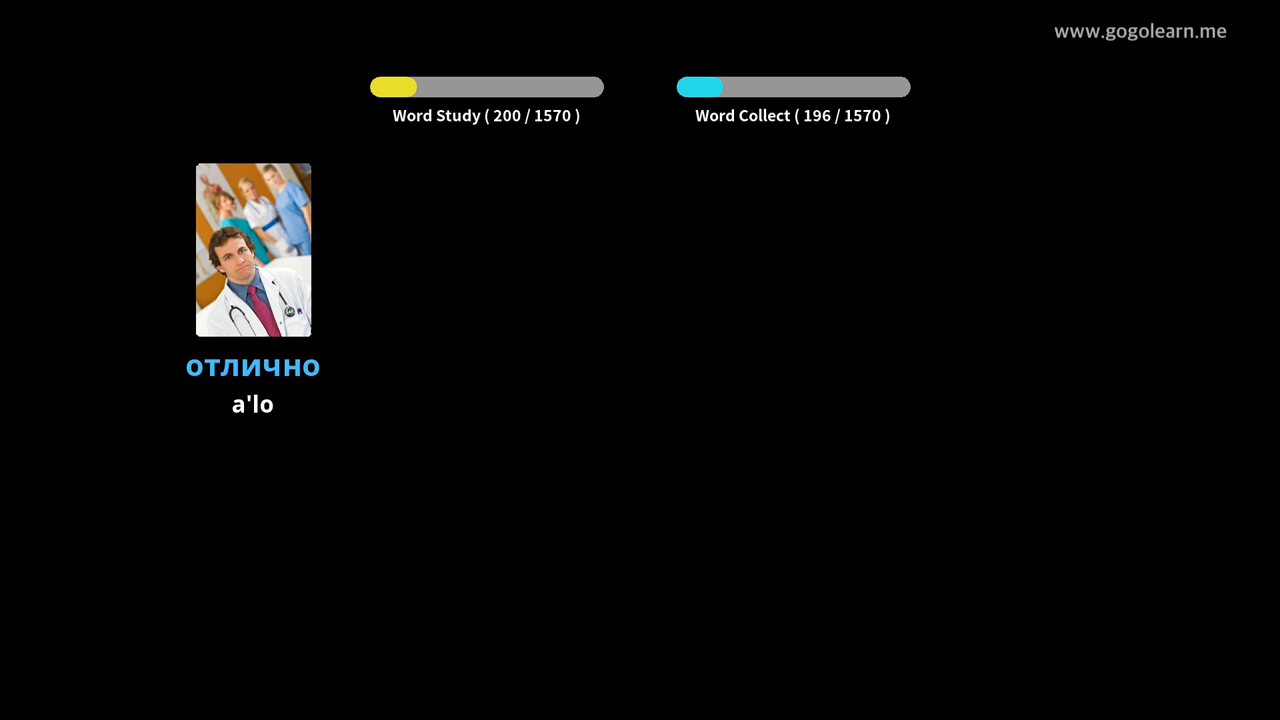 www.gogolearn.me
Word Study ( 200 / 1570 )
Word Collect ( 196 / 1570 )
отлично
a'lo